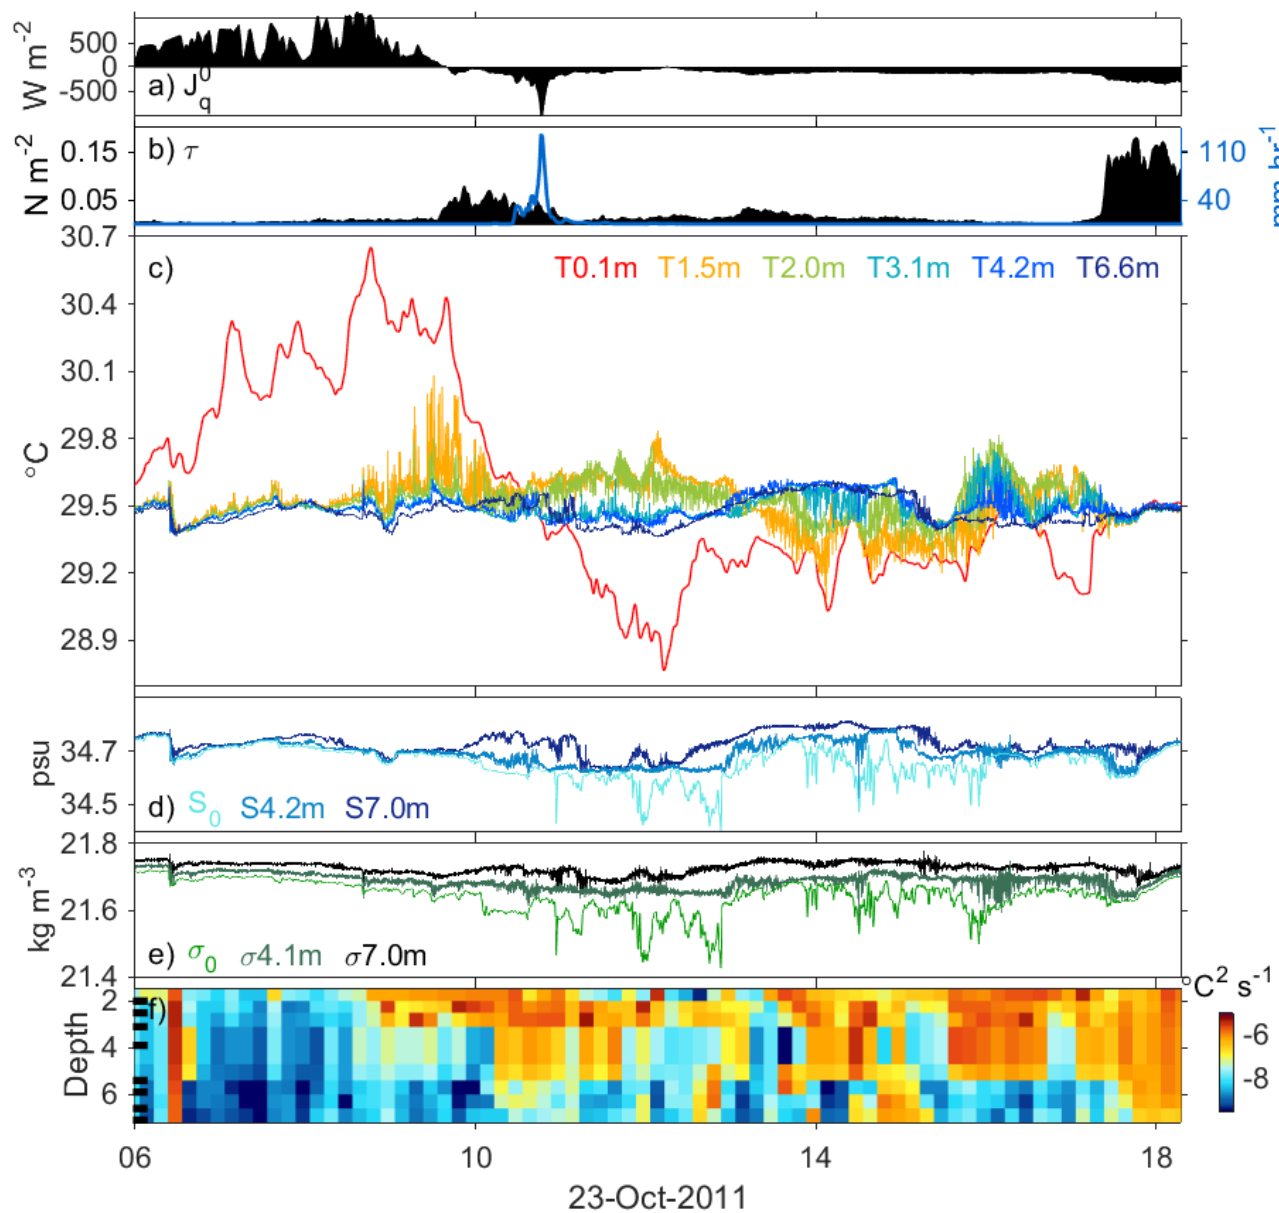 W m-2
500
0
-500
a) J0q
N m-2
0.15
0.05
b) τ
110
40
mm hr-1
°C
30.7
30.4
30.1
29.8
29.5
29.2
28.9
c)
T0.1m T1.5m T2.0m T3.1m T4.2m T6.6m
psu
34.7
34.5
d) S0 S4.2m S7.0m
kg m-3
21.8
21.6
21.4
e) σ0 σ4.1m σ7.0m
Depth
2
4
6
f)
°C2 s-1
-6
-8
06 10 14 18
23-Oct-2011